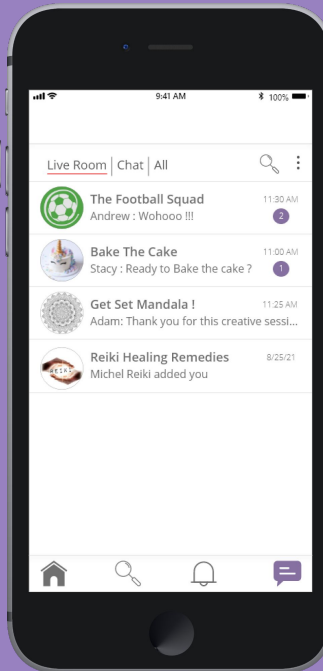 9:41 AM 100%
Live Room Chat All
The Football Squad 11:30 AM
Andrew : Wohooo !!! 2
Bake The Cake 11:00 AM
Stacy : Ready to Bake the cake ? 1
Get Set Mandala ! 11:25 AM
Adam: Thank you for this creative sessi...
REIKI
Reiki Healing Remedies 8/25/21
Michel Reiki added you